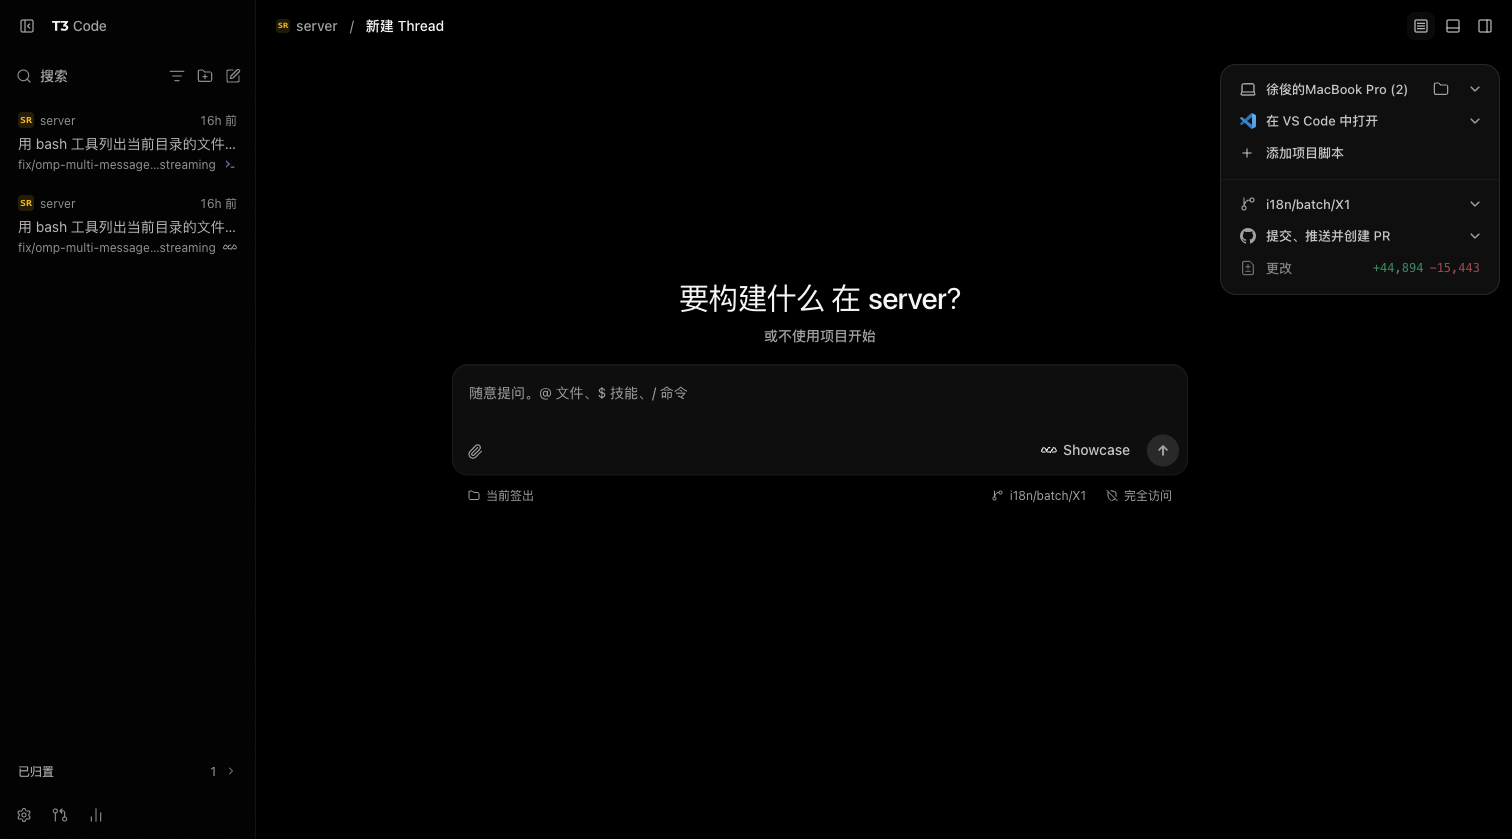 T3 Code
搜索
SR server 16h 前
用 bash 工具列出当前目录的文件...
fix/omp-multi-message...streaming
SR server 16h 前
用 bash 工具列出当前目录的文件...
fix/omp-multi-message...streaming
已归置 1
SR server / 新建 Thread
要构建什么 在 server?
或不使用项目开始
随意提问。@ 文件、$ 技能、/ 命令
Showcase
当前签出 i18n/batch/X1 完全访问
徐俊的MacBook Pro (2)
在 VS Code 中打开
添加项目脚本
i18n/batch/X1
提交、推送并创建 PR
更改 +44,894 −15,443